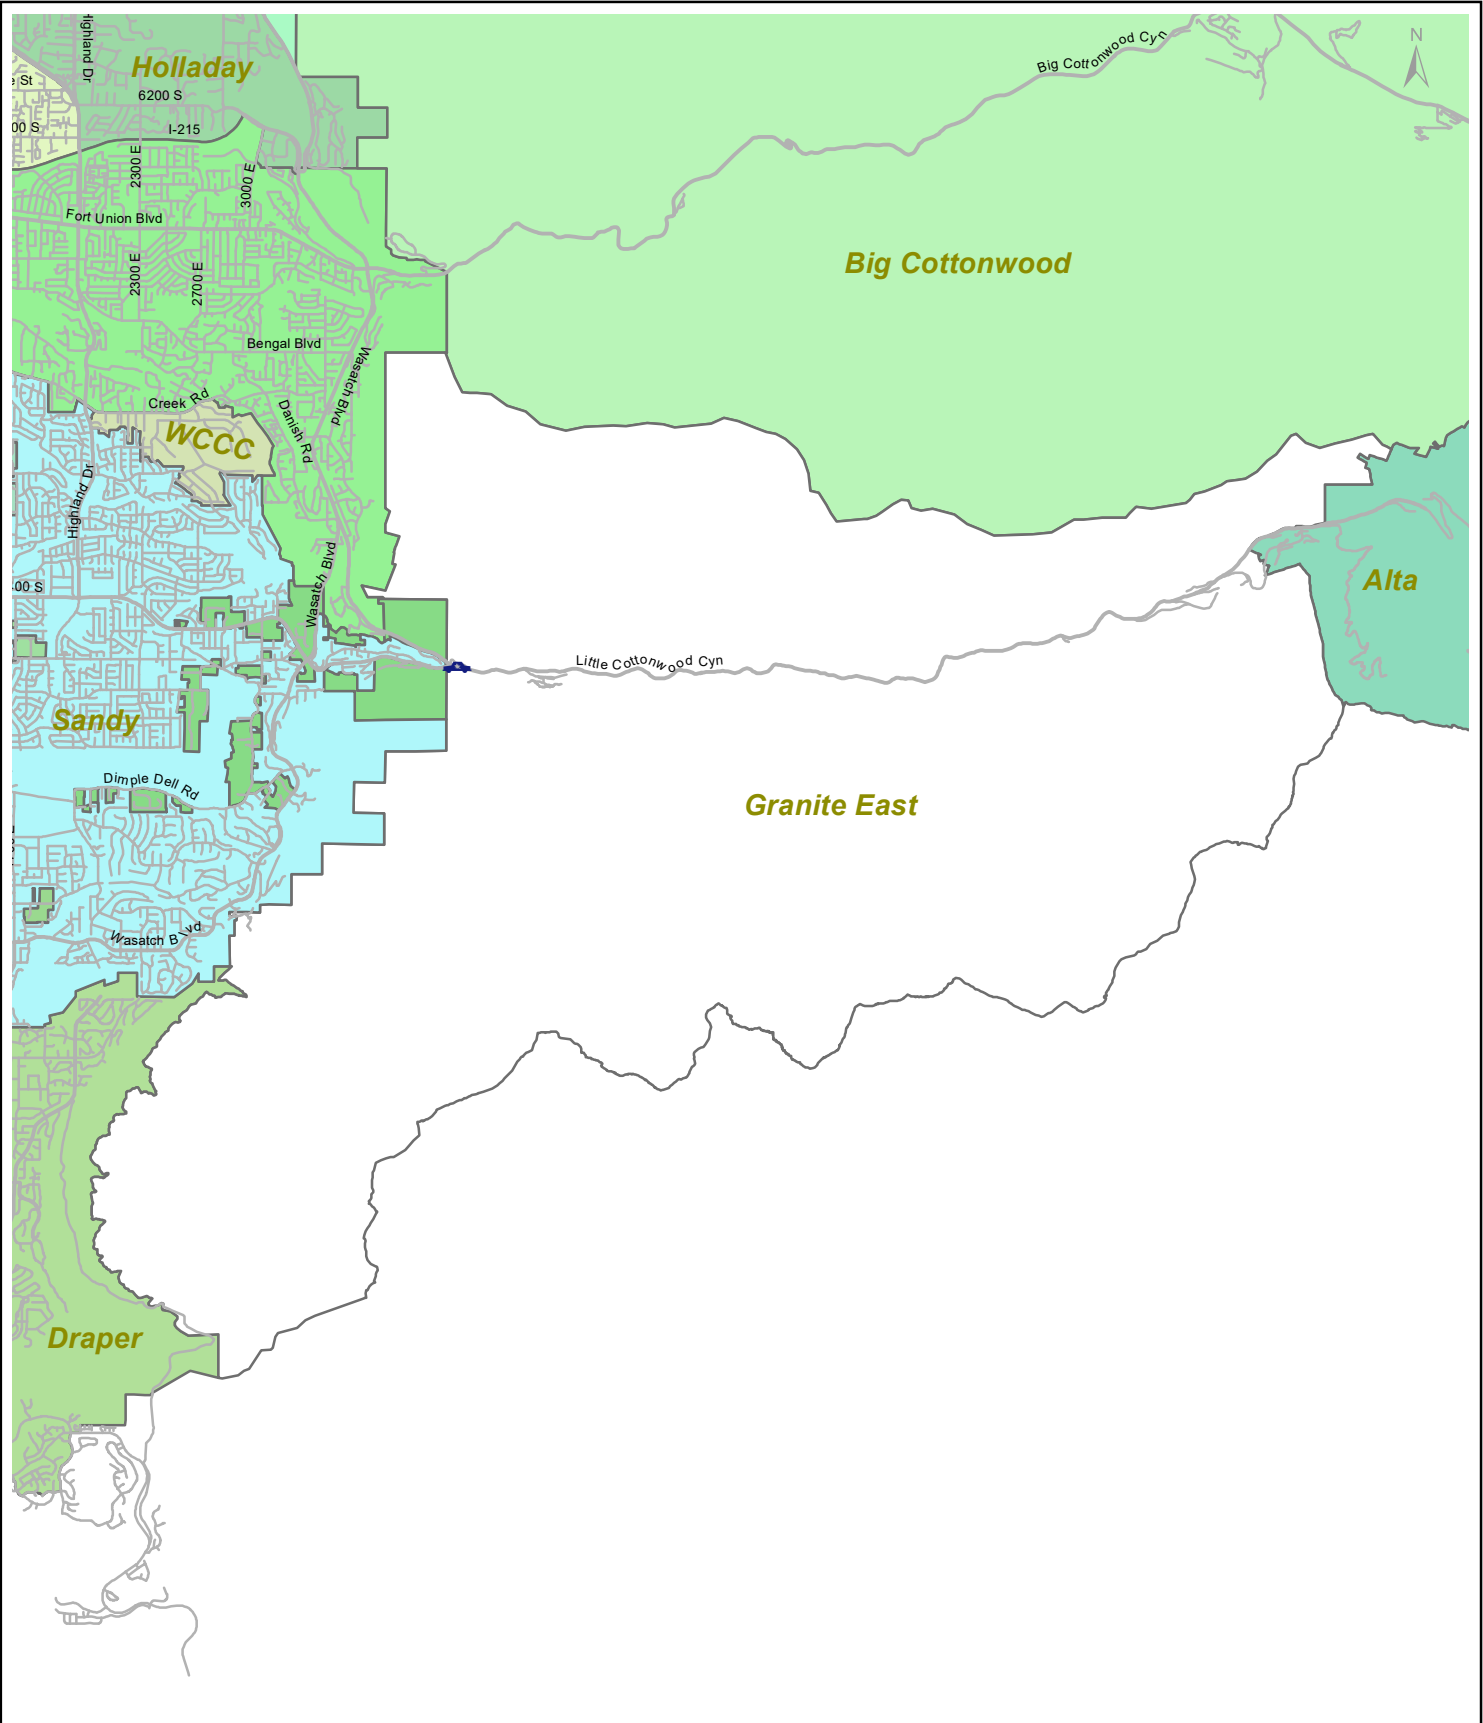 Highland Dr
Holladay
Big Cottonwood Cyn
N
6200 S
I-215
2300 E
3000 E
Fort Union Blvd
2300 E
2700 E
Big Cottonwood
Bengal Blvd
Wasatch Blvd
Creek Rd
Danish Rd
WCCC
Highland Dr
Wasatch Blvd
Alta
Little Cottonwood Cyn
Sandy
Dimple Dell Rd
Granite East
Wasatch Blvd
Draper